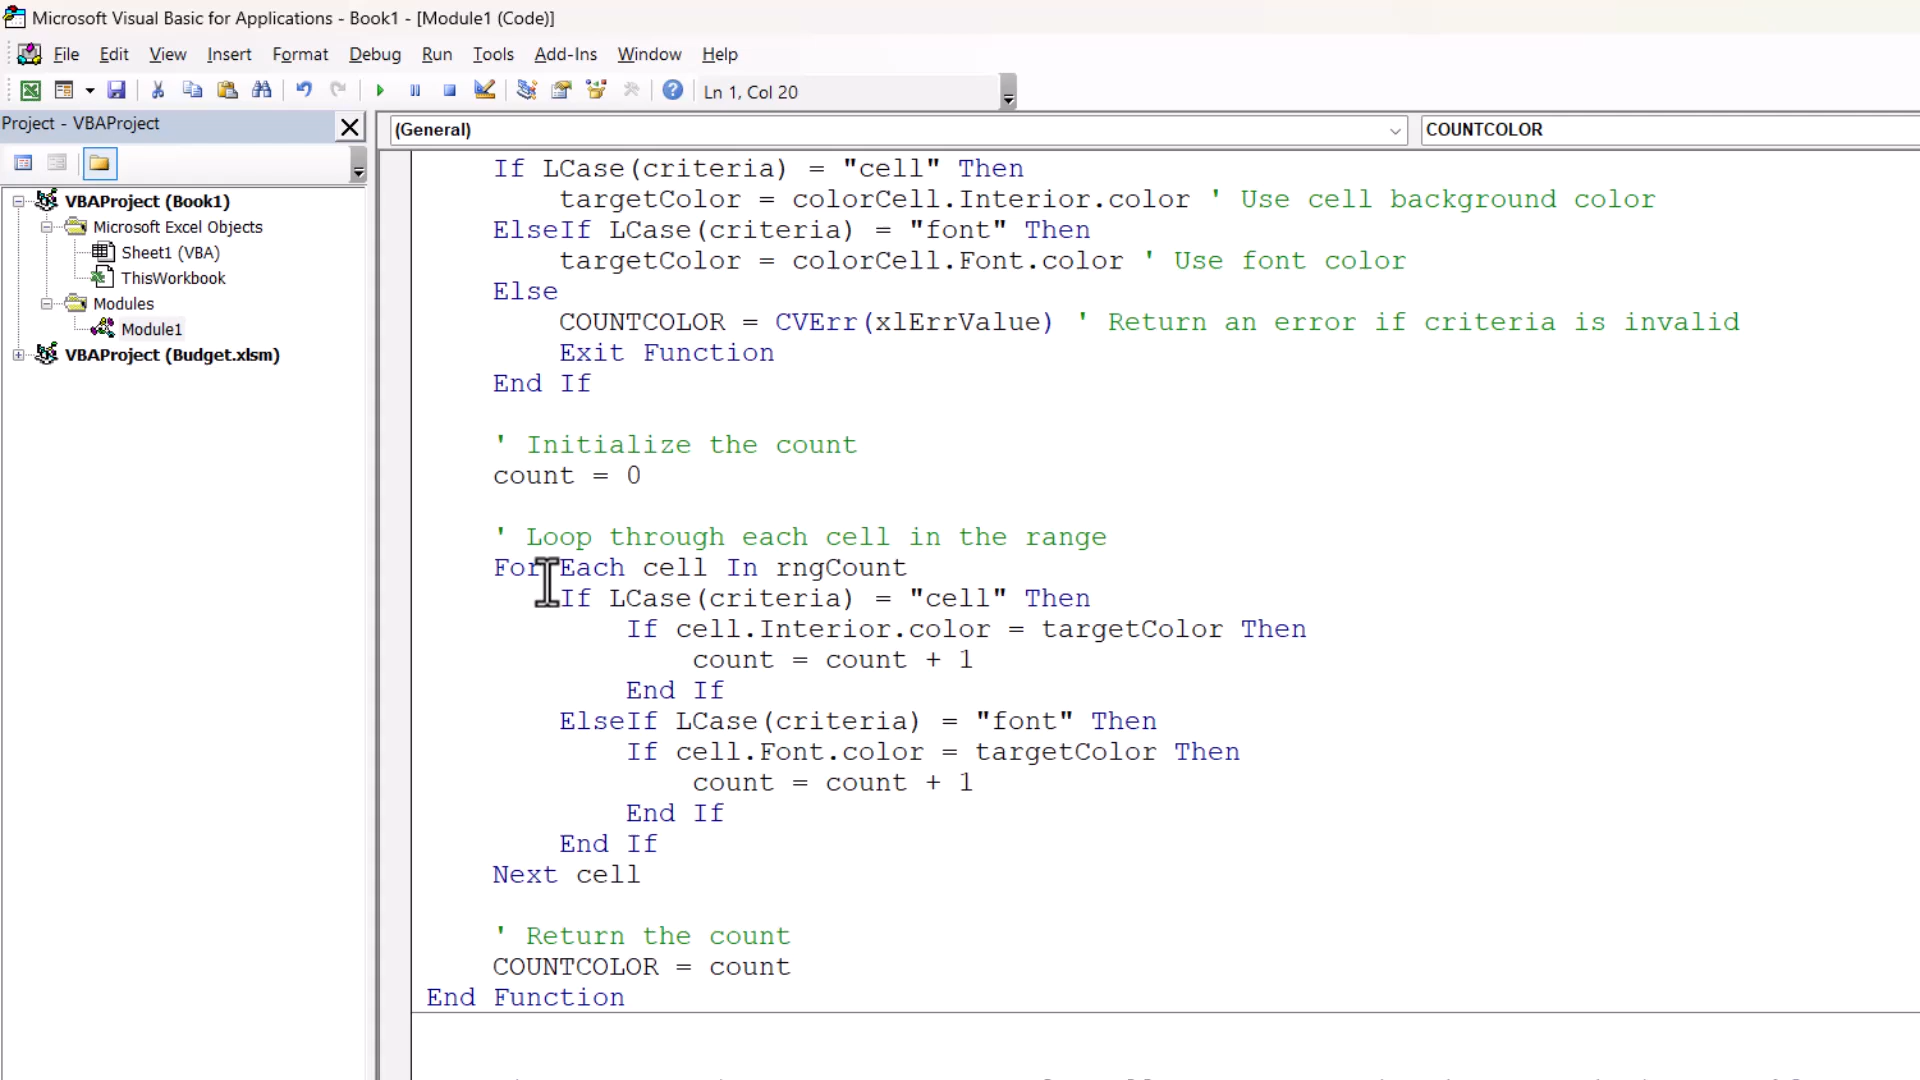 Microsoft Visual Basic for Applications - Book1 - [Module1 (Code)]
File Edit View Insert Format Debug Run Tools Add-Ins Window Help
Ln 1, Col 20
Project - VBAProject
(General)
COUNTCOLOR
VBAProject (Book1)
Microsoft Excel Objects
Sheet1 (VBA)
ThisWorkbook
Modules
Module1
VBAProject (Budget.xlsm)
If LCase(criteria) = "cell" Then
targetColor = colorCell.Interior.color ' Use cell background color
ElseIf LCase(criteria) = "font" Then
targetColor = colorCell.Font.color ' Use font color
Else
COUNTCOLOR = CVErr(xlErrValue) ' Return an error if criteria is invalid
Exit Function
End If
' Initialize the count
count = 0
' Loop through each cell in the range
For Each cell In rngCount
If LCase(criteria) = "cell" Then
If cell.Interior.color = targetColor Then
count = count + 1
End If
ElseIf LCase(criteria) = "font" Then
If cell.Font.color = targetColor Then
count = count + 1
End If
End If
Next cell
' Return the count
COUNTCOLOR = count
End Function